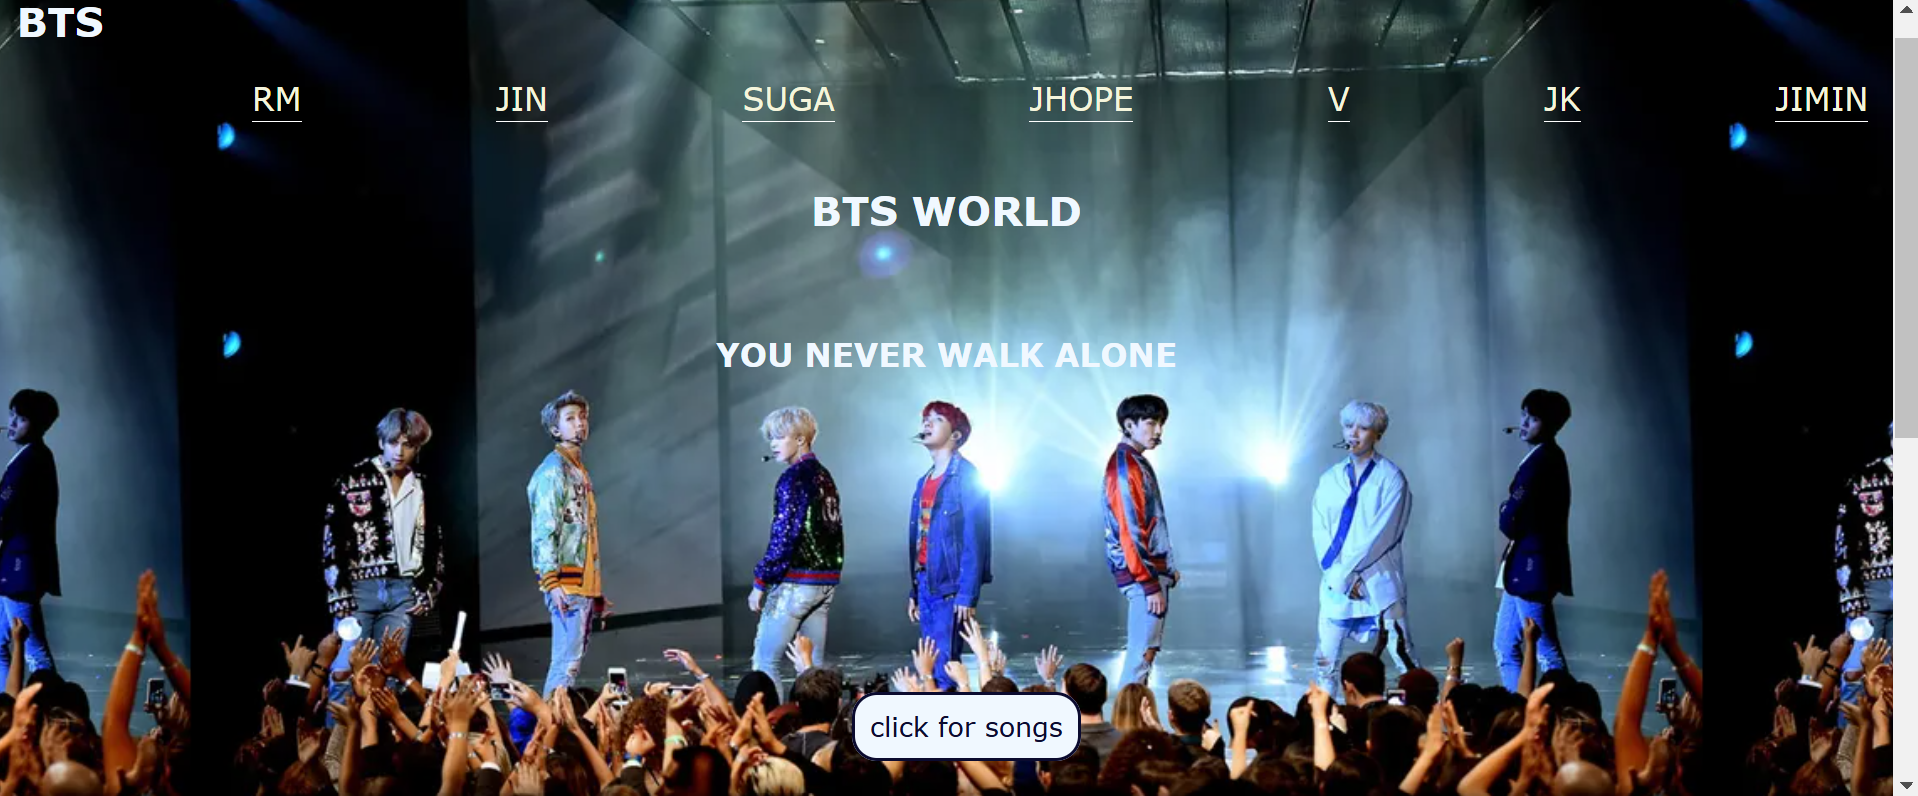 BTS
RM JIN SUGA JHOPE V JK JIMIN
BTS WORLD
YOU NEVER WALK ALONE
click for songs